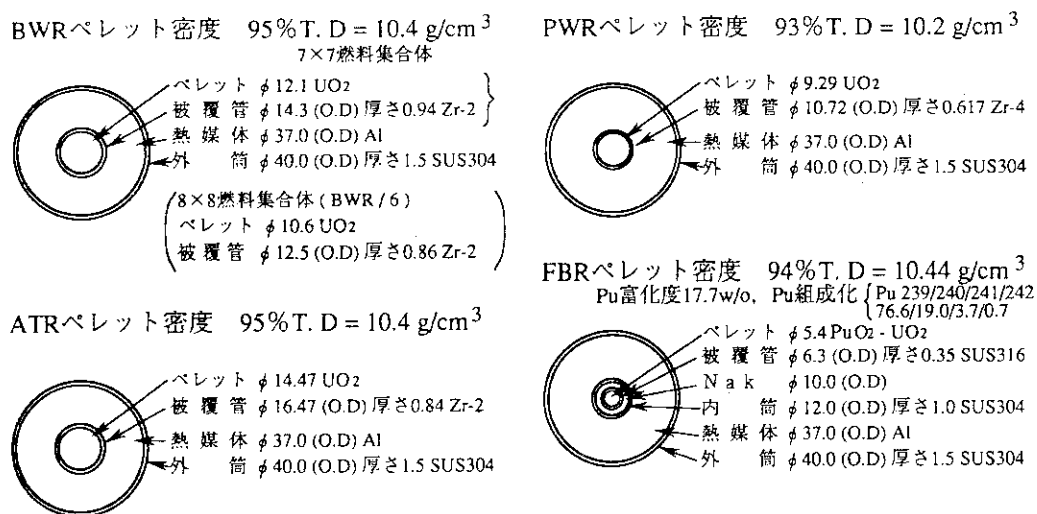 BWRペレット密度 95%T. D = 10.4 g/cm3
7×7燃料集合体
ペレット φ12.1 UO2
被覆管 φ14.3 (O.D) 厚さ0.94 Zr-2
熱媒体 φ37.0 (O.D) Al
外筒 φ40.0 (O.D) 厚さ1.5 SUS304
8×8燃料集合体 (BWR/6)
ペレット φ10.6 UO2
被覆管 φ12.5 (O.D) 厚さ0.86 Zr-2
PWRペレット密度 93%T. D = 10.2 g/cm3
ペレット φ9.29 UO2
被覆管 φ10.72 (O.D) 厚さ0.617 Zr-4
熱媒体 φ37.0 (O.D) Al
外筒 φ40.0 (O.D) 厚さ1.5 SUS304
ATRペレット密度 95%T. D = 10.4 g/cm3
ペレット φ14.47 UO2
被覆管 φ16.47 (O.D) 厚さ0.84 Zr-2
熱媒体 φ37.0 (O.D) Al
外筒 φ40.0 (O.D) 厚さ1.5 SUS304
FBRペレット密度 94%T. D = 10.44 g/cm3
Pu富化度17.7w/o, Pu組成化 Pu 239/240/241/242
76.6/19.0/3.7/0.7
ペレット φ5.4 PuO2 - UO2
被覆管 φ6.3 (O.D) 厚さ0.35 SUS316
Nak φ10.0 (O.D)
内筒 φ12.0 (O.D) 厚さ1.0 SUS304
熱媒体 φ37.0 (O.D) Al
外筒 φ40.0 (O.D) 厚さ1.5 SUS304